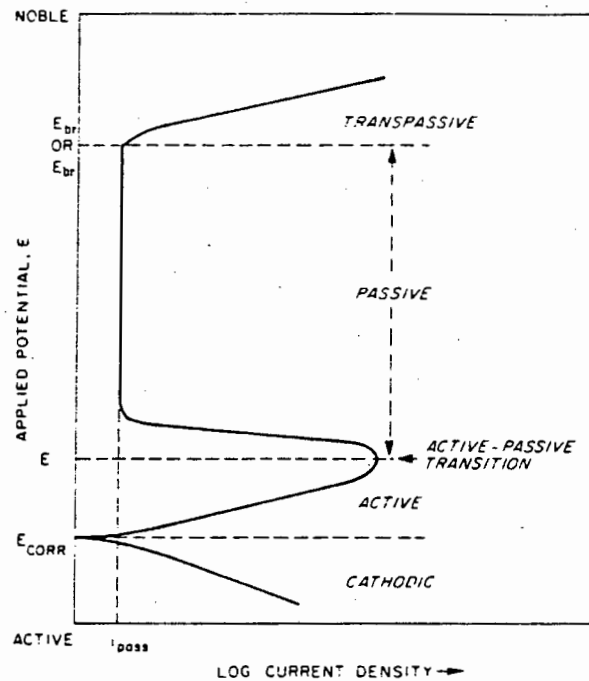 NOBLE
E_br
OR
E_br
TRANSPASSIVE
APPLIED POTENTIAL, E
PASSIVE
E
ACTIVE-PASSIVE
TRANSITION
ACTIVE
E_CORR
CATHODIC
ACTIVE
i_pass
LOG CURRENT DENSITY